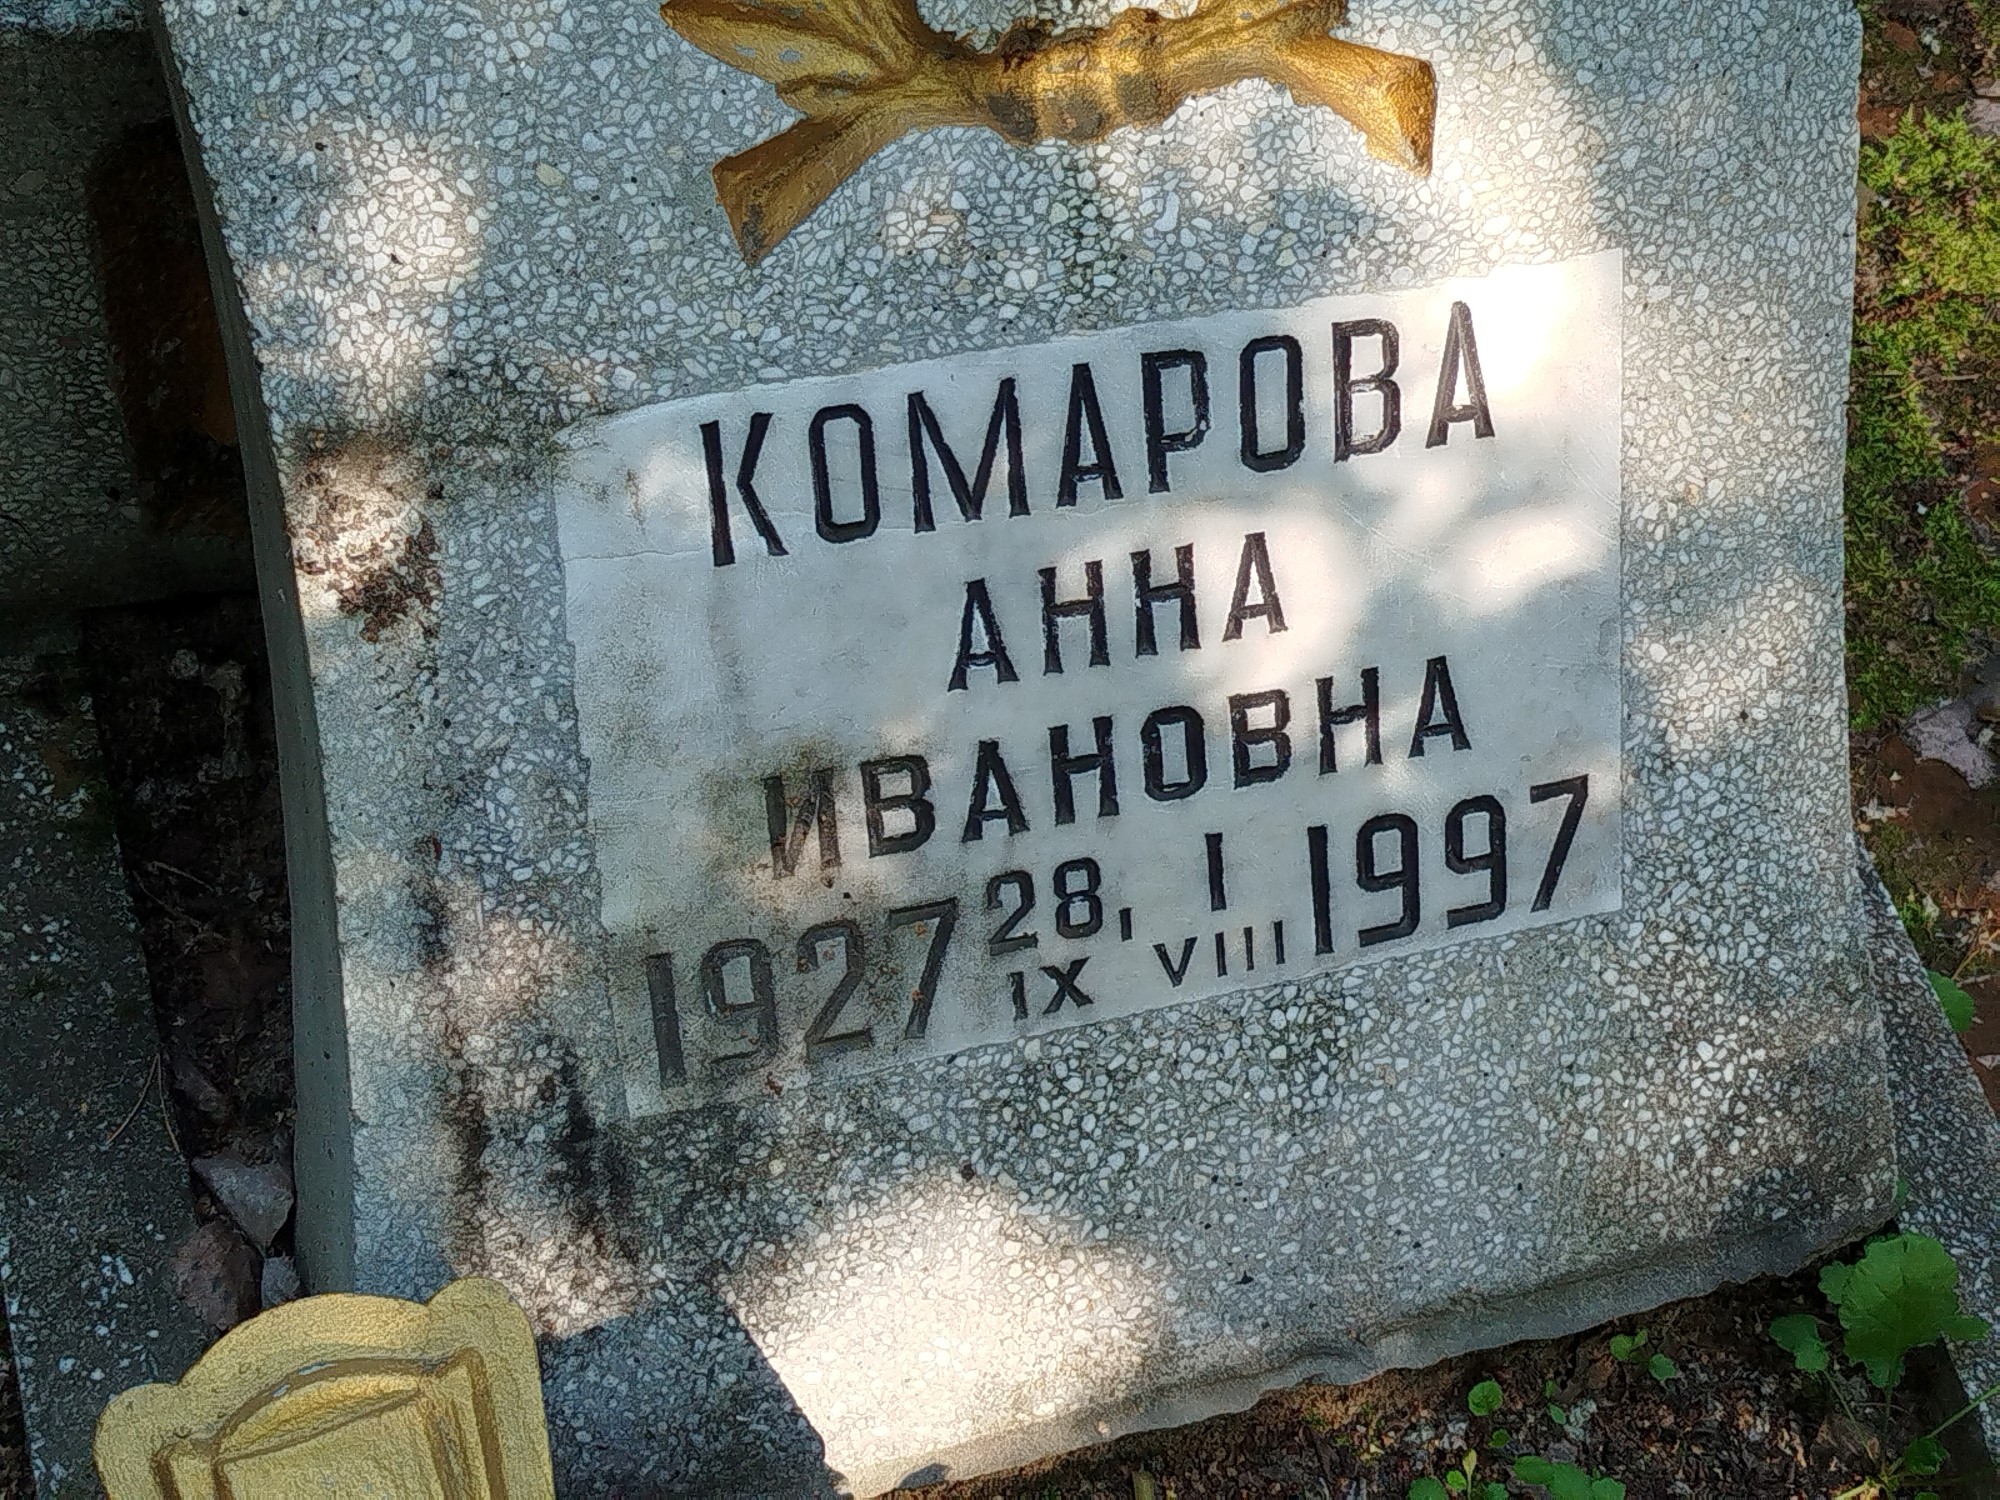 КОМАРОВА
АННА
ИВАНОВНА
1927 28, I 1997
IX VIII